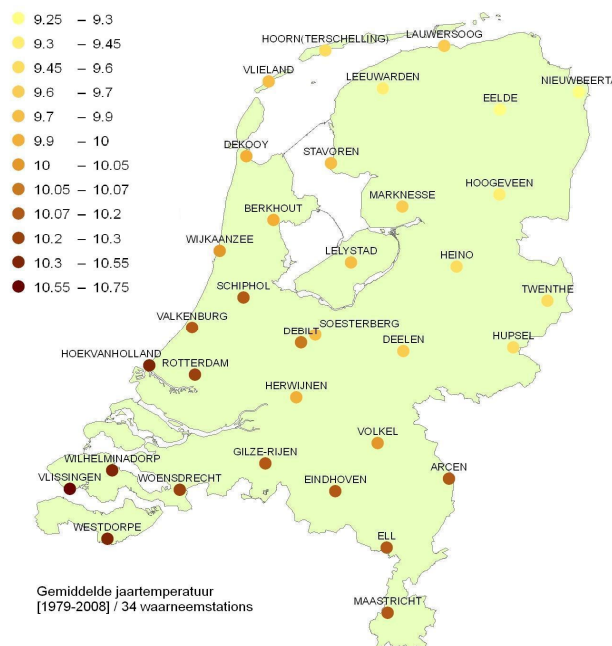 9.25 – 9.3
9.3 – 9.45
9.45 – 9.6
9.6 – 9.7
9.7 – 9.9
9.9 – 10
10 – 10.05
10.05 – 10.07
10.07 – 10.2
10.2 – 10.3
10.3 – 10.55
10.55 – 10.75
LAUWERSOOG
HOORN(TERSCHELLING)
VLIELAND
LEEUWARDEN
NIEUWBEERTA
EELDE
DEKOOY
STAVOREN
MARKNESSE
HOOGEVEEN
BERKHOUT
WIJKAANZEE
LELYSTAD
HEINO
SCHIPHOL
TWENTHE
VALKENBURG
DEBILT
SOESTERBERG
DEELEN
HUPSEL
HOEKVANHOLLAND
ROTTERDAM
HERWIJNEN
VOLKEL
WILHELMINADORP
GILZE-RIJEN
ARCEN
VLISSINGEN
WOENSDRECHT
EINDHOVEN
WESTDORPE
ELL
MAASTRICHT
Gemiddelde jaartemperatuur
[1979-2008] / 34 waarneemstations